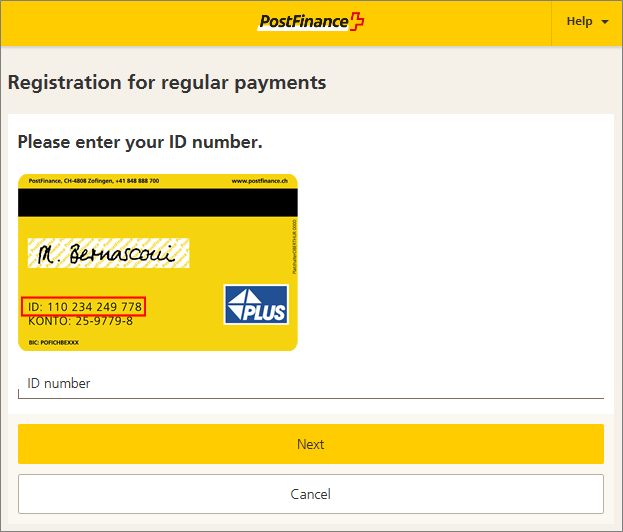 PostFinance
Help
Registration for regular payments
Please enter your ID number.
PostFinance, CH-4808 Zofingen, +41 848 888 700 www.postfinance.ch
M. Bernasconi
ID: 110 234 249 778
KONTO: 25-9779-8
PLUS
BIC: POFICHBEXXX
ID number
Next
Cancel